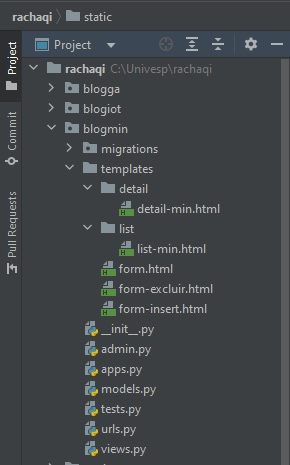 rachaqi static
Project
Project
rachaqi C:\Univesp\rachaqi
blogga
blogiot
blogmin
migrations
templates
detail
detail-min.html
list
list-min.html
form.html
form-excluir.html
form-insert.html
__init__.py
admin.py
apps.py
models.py
tests.py
urls.py
views.py
Commit
Pull Requests